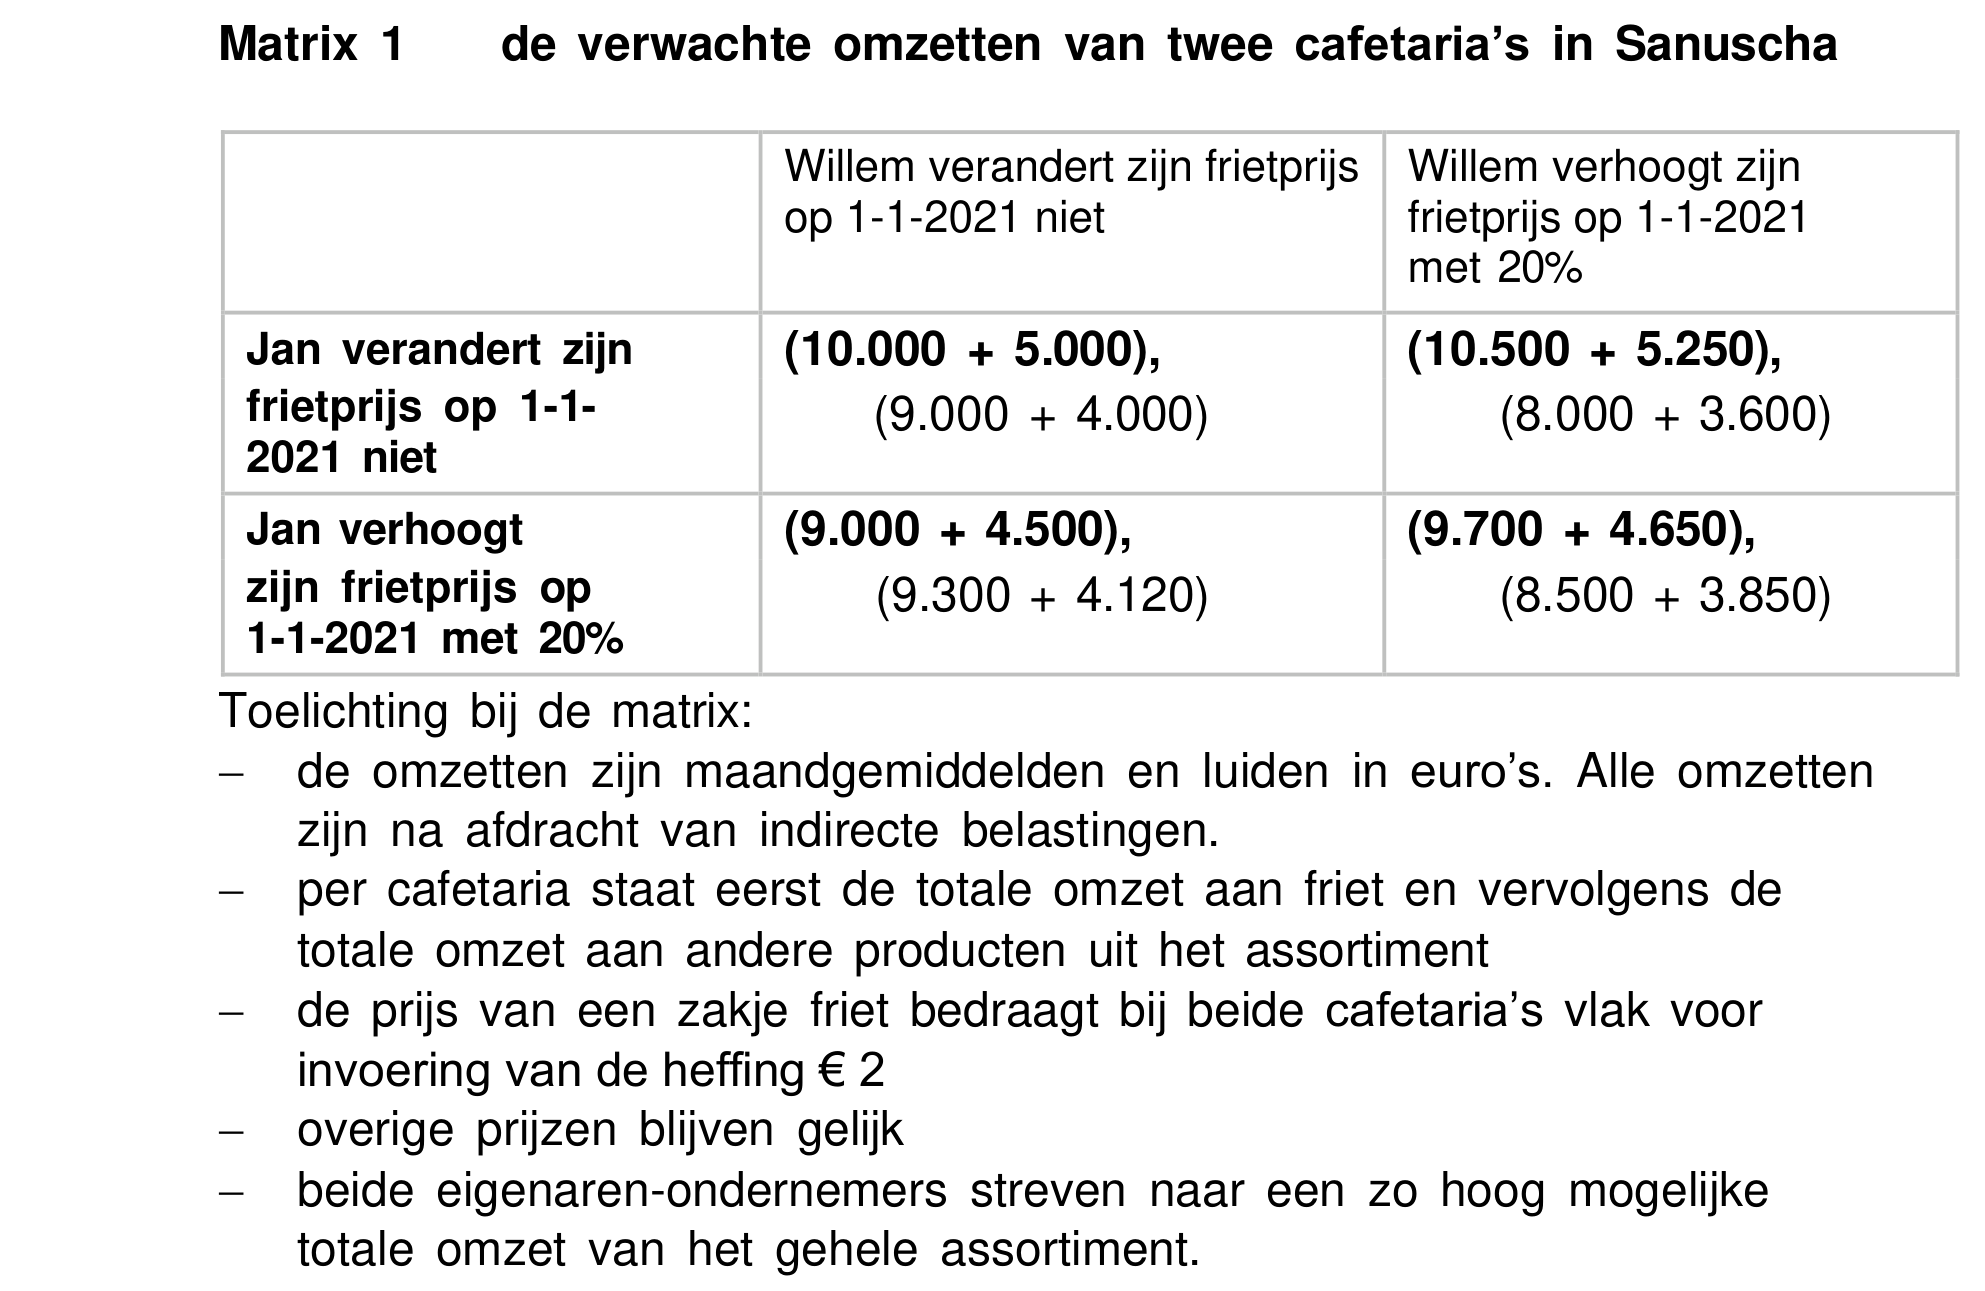 Matrix 1 de verwachte omzetten van twee cafetaria’s in Sanuscha
Willem verandert zijn frietprijs
op 1-1-2021 niet
Willem verhoogt zijn
frietprijs op 1-1-2021
met 20%
Jan verandert zijn
frietprijs op 1-1-
2021 niet
(10.000 + 5.000),
(9.000 + 4.000)
(10.500 + 5.250),
(8.000 + 3.600)
Jan verhoogt
zijn frietprijs op
1-1-2021 met 20%
(9.000 + 4.500),
(9.300 + 4.120)
(9.700 + 4.650),
(8.500 + 3.850)
Toelichting bij de matrix:
– de omzetten zijn maandgemiddelden en luiden in euro’s. Alle omzetten
zijn na afdracht van indirecte belastingen.
– per cafetaria staat eerst de totale omzet aan friet en vervolgens de
totale omzet aan andere producten uit het assortiment
– de prijs van een zakje friet bedraagt bij beide cafetaria’s vlak voor
invoering van de heffing € 2
– overige prijzen blijven gelijk
– beide eigenaren-ondernemers streven naar een zo hoog mogelijke
totale omzet van het gehele assortiment.